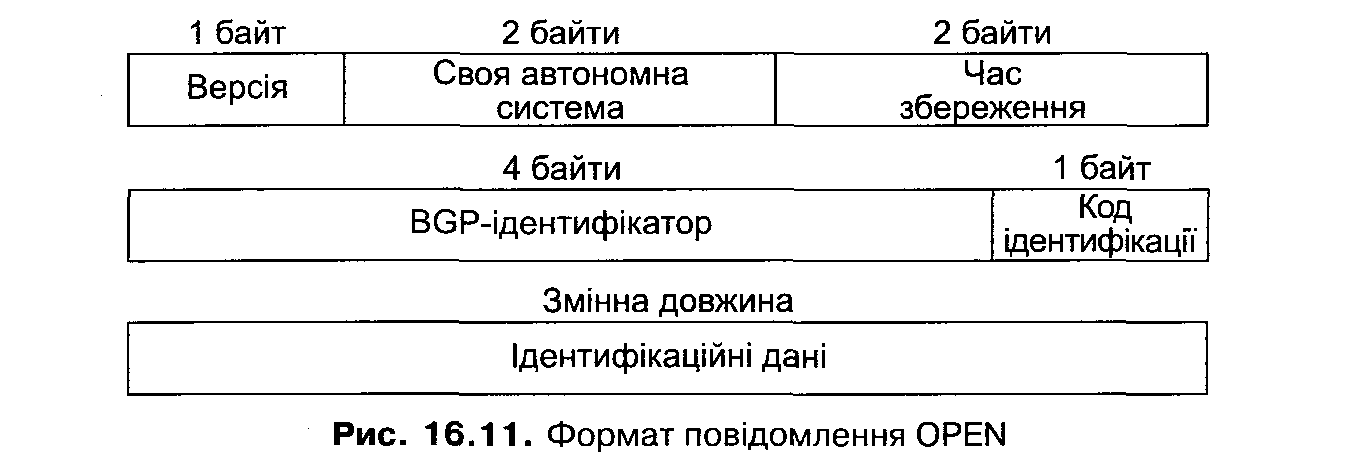 1 байт 2 байти 2 байти
Версія Своя автономна система Час збереження
4 байти 1 байт
BGP-ідентифікатор Код ідентифікації
Змінна довжина
Ідентифікаційні дані
Рис. 16.11. Формат повідомлення OPEN